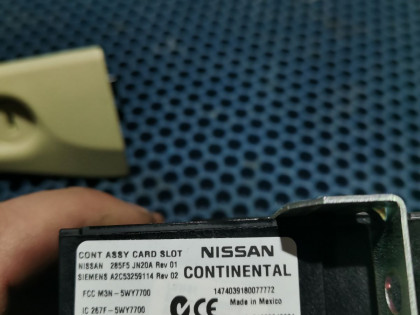 CONT ASSY CARD SLOT NISSAN
NISSAN 285F5 JN20A Rev 01
SIEMENS A2C53259114 Rev 02 CONTINENTAL
FCC M3N-5WY7700 1474039180077772
Made in Mexico
IC 267F-5WY7700 CE